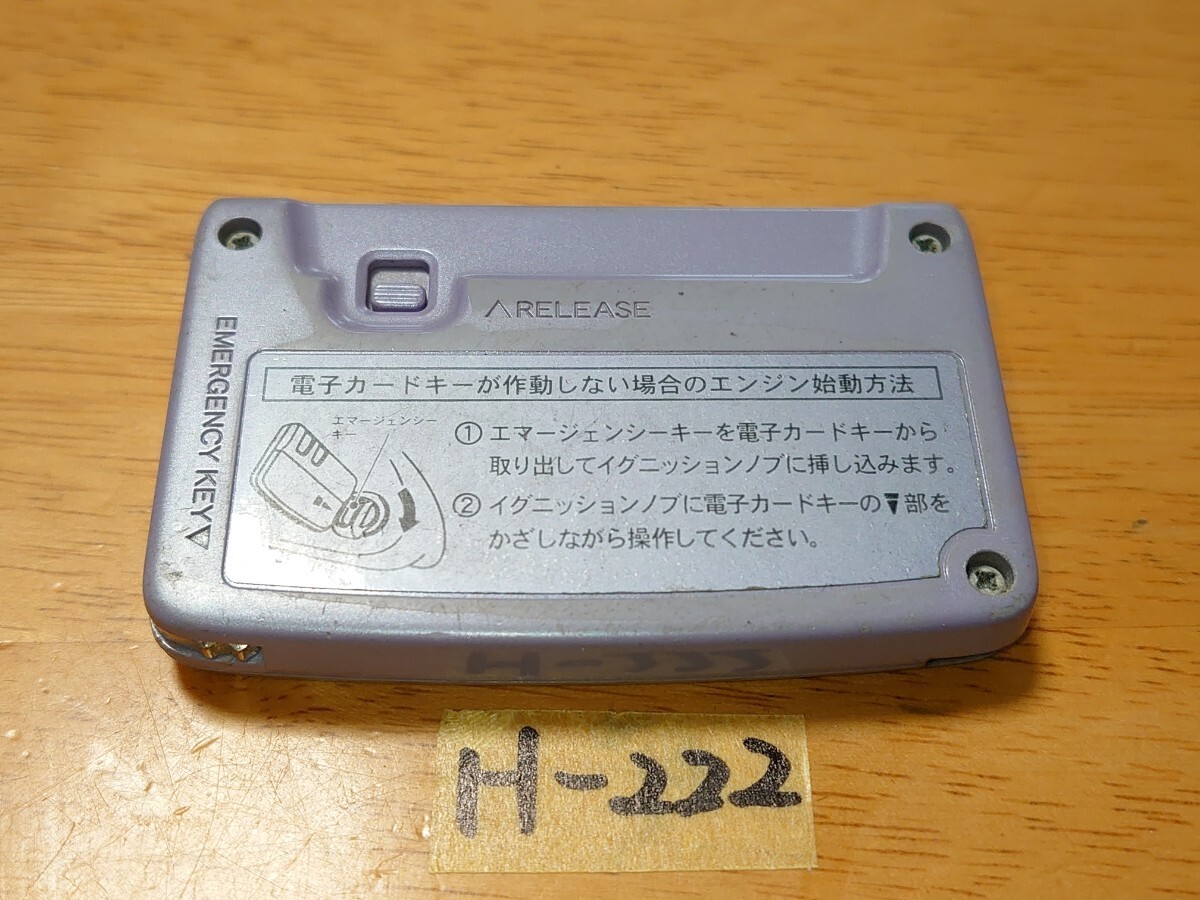 ∧RELEASE
EMERGENCY KEY▽
電子カードキーが作動しない場合のエンジン始動方法
エマージェンシー
キー
① エマージェンシーキーを電子カードキーから
取り出してイグニッションノブに挿し込みます。
② イグニッションノブに電子カードキーの▼部を
かざしながら操作してください。
H-222